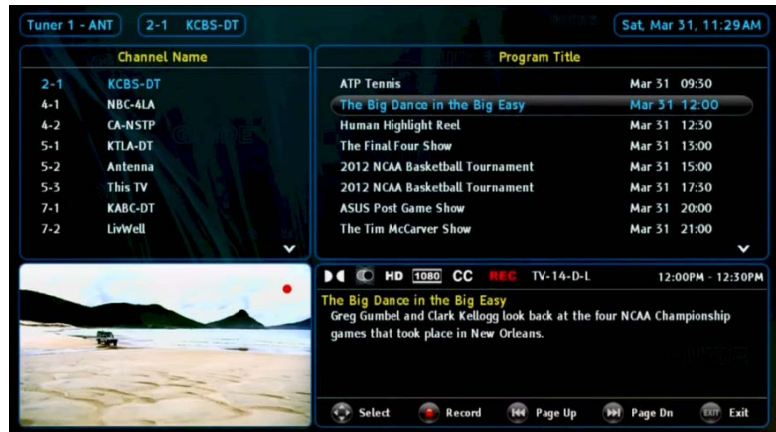 Tuner 1 - ANT
2-1 KCBS-DT
Sat, Mar 31, 11:29AM
Channel Name
2-1 KCBS-DT
4-1 NBC-4LA
4-2 CA-NSTP
5-1 KTLA-DT
5-2 Antenna
5-3 This TV
7-1 KABC-DT
7-2 LivWell
Program Title
ATP Tennis Mar 31 09:30
The Big Dance in the Big Easy Mar 31 12:00
Human Highlight Reel Mar 31 12:30
The Final Four Show Mar 31 13:00
2012 NCAA Basketball Tournament Mar 31 15:00
2012 NCAA Basketball Tournament Mar 31 17:30
ASUS Post Game Show Mar 31 20:00
The Tim McCarver Show Mar 31 21:00
HD 1080 CC REC TV-14-D-L 12:00PM - 12:30PM
The Big Dance in the Big Easy
Greg Gumbel and Clark Kellogg look back at the four NCAA Championship
games that took place in New Orleans.
Select Record Page Up Page Dn EXIT Exit